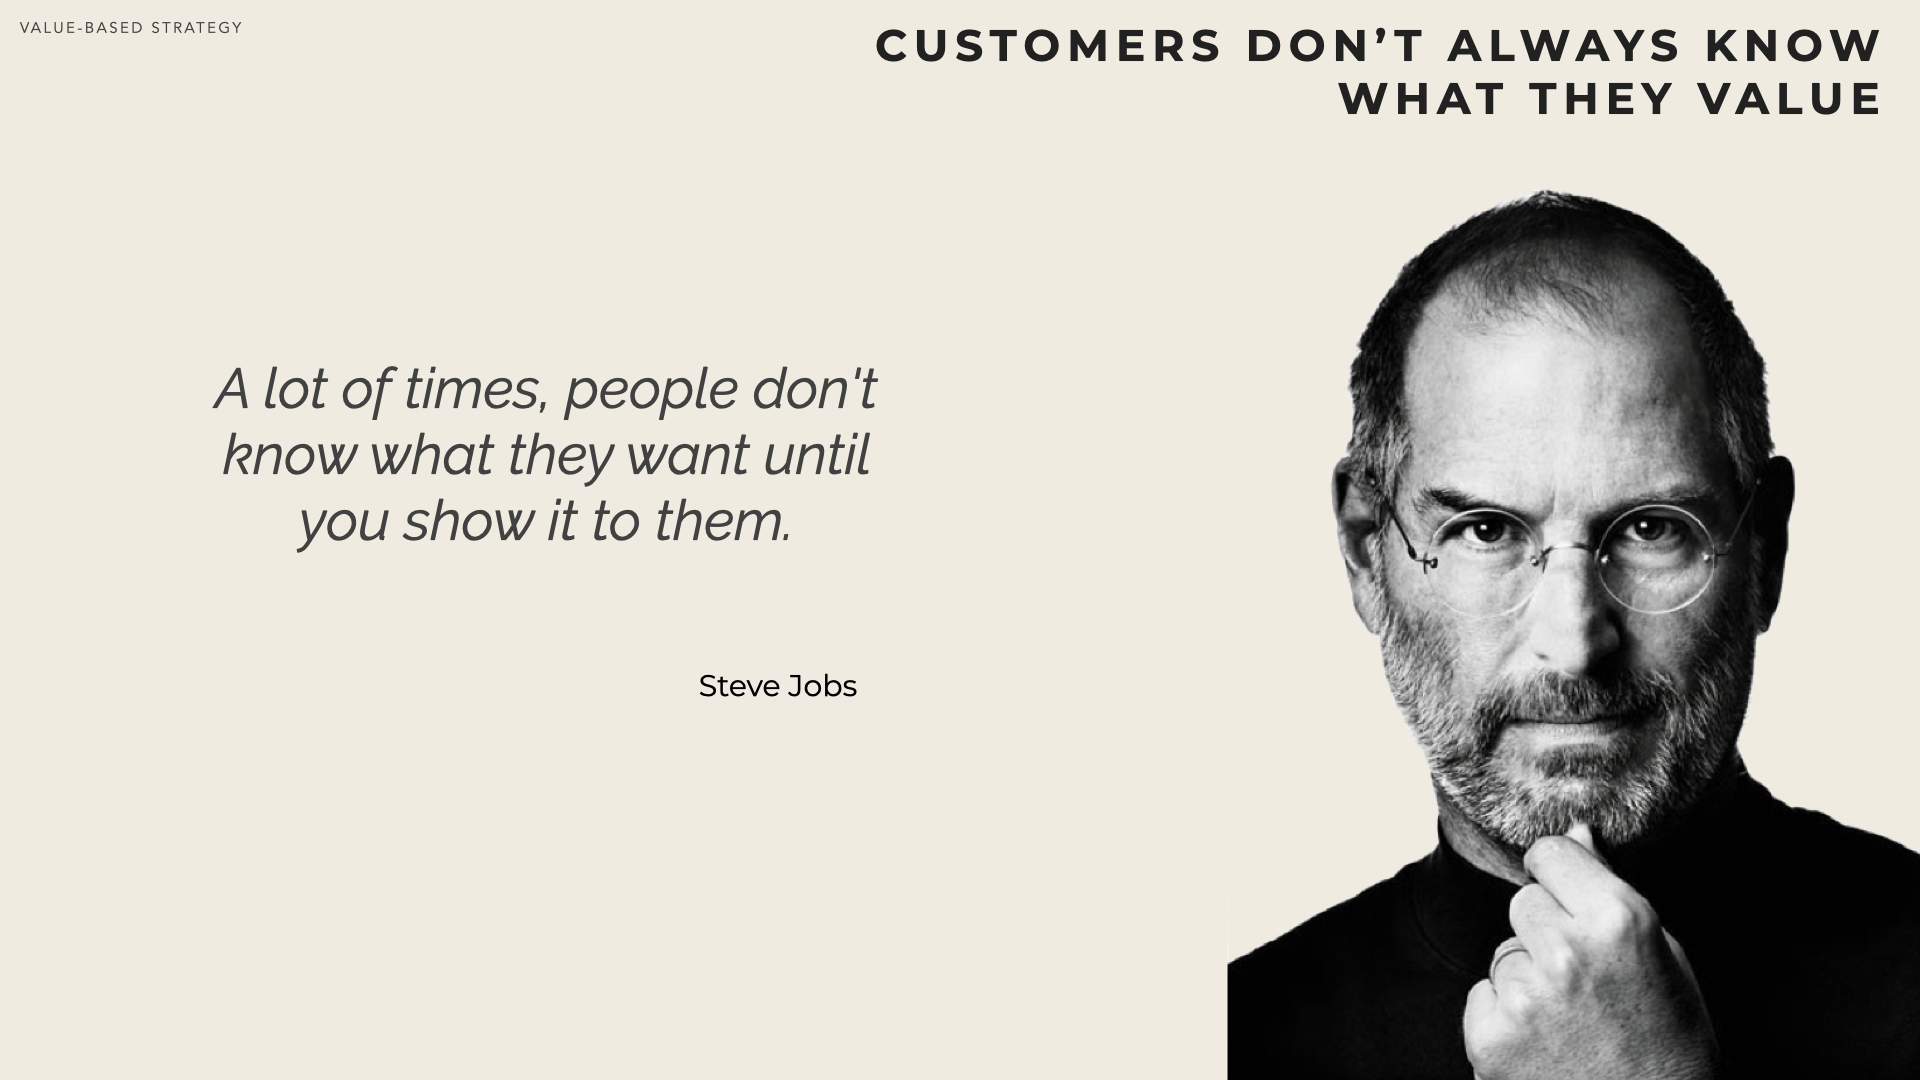 VALUE-BASED STRATEGY
CUSTOMERS DON’T ALWAYS KNOW
WHAT THEY VALUE
A lot of times, people don't
know what they want until
you show it to them.
Steve Jobs